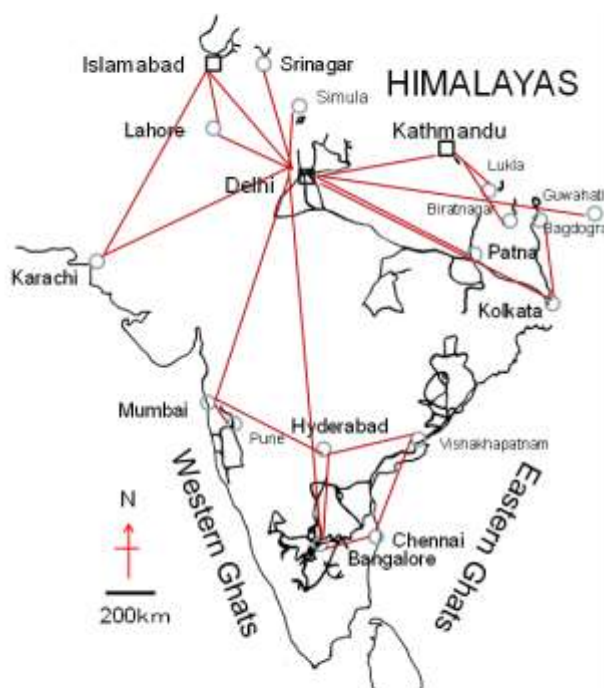 Islamabad
Srinagar
HIMALAYAS
Simula
Lahore
Kathmandu
Lukla
Delhi
Guwahati
Biratnaga
Bagdogra
Patna
Karachi
Kolkata
Mumbai
Hyderabad
Pune
Vishakhapatnam
Western Ghats
Eastern Ghats
N
Chennai
Bangalore
200km